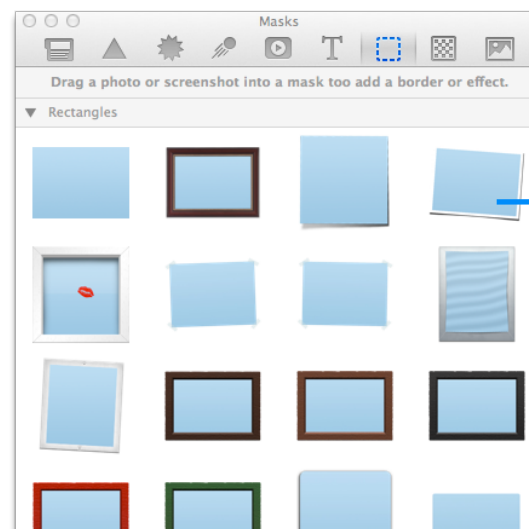 Masks
T
Drag a photo or screenshot into a mask too add a border or effect.
Rectangles